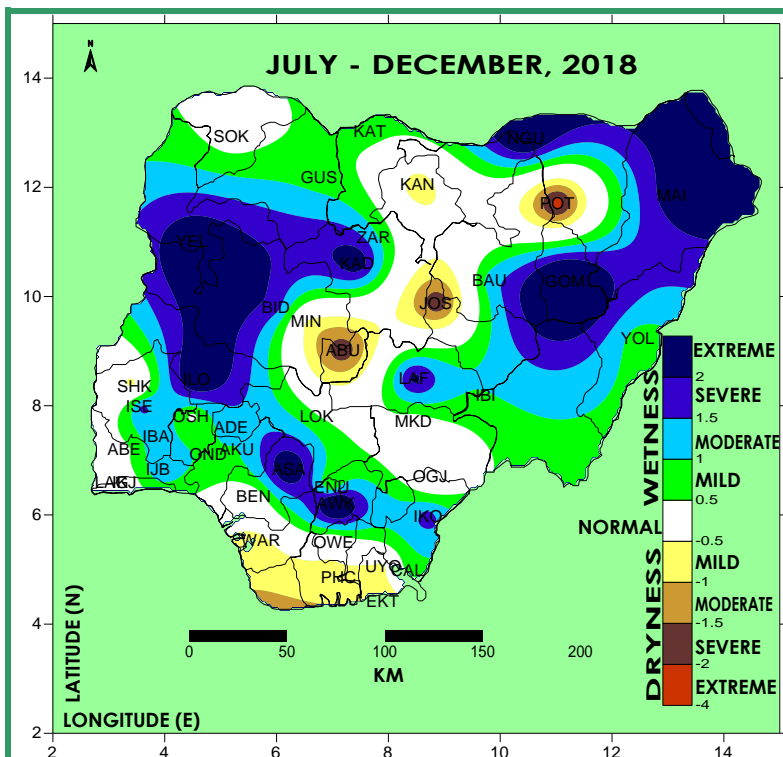 N
JULY - DECEMBER, 2018
14
12
10
8
6
4
2
SOK
KAT
NGU
GUS
KAN
POT
MAI
YEL
ZAR
KAD
BAU
GOM
BID
MIN
JOS
ABU
YOL
ILO
LAF
IBI
SHK
ISE
OSH
LOK
MKD
IBA
ADE
ABE
AKU
OND
IJB
ASA
OGJ
IKJ
BEN
ENU
AWK
IKO
WAR
OWE
UYO
CAL
PHC
EKT
EXTREME
2
SEVERE
1.5
MODERATE
1
MILD
0.5
NORMAL
-0.5
MILD
-1
MODERATE
-1.5
SEVERE
-2
EXTREME
-4
WETNESS
DRYNESS
0 50 100 150 200
KM
LATITUDE (N)
LONGITUDE (E)
2 4 6 8 10 12 14